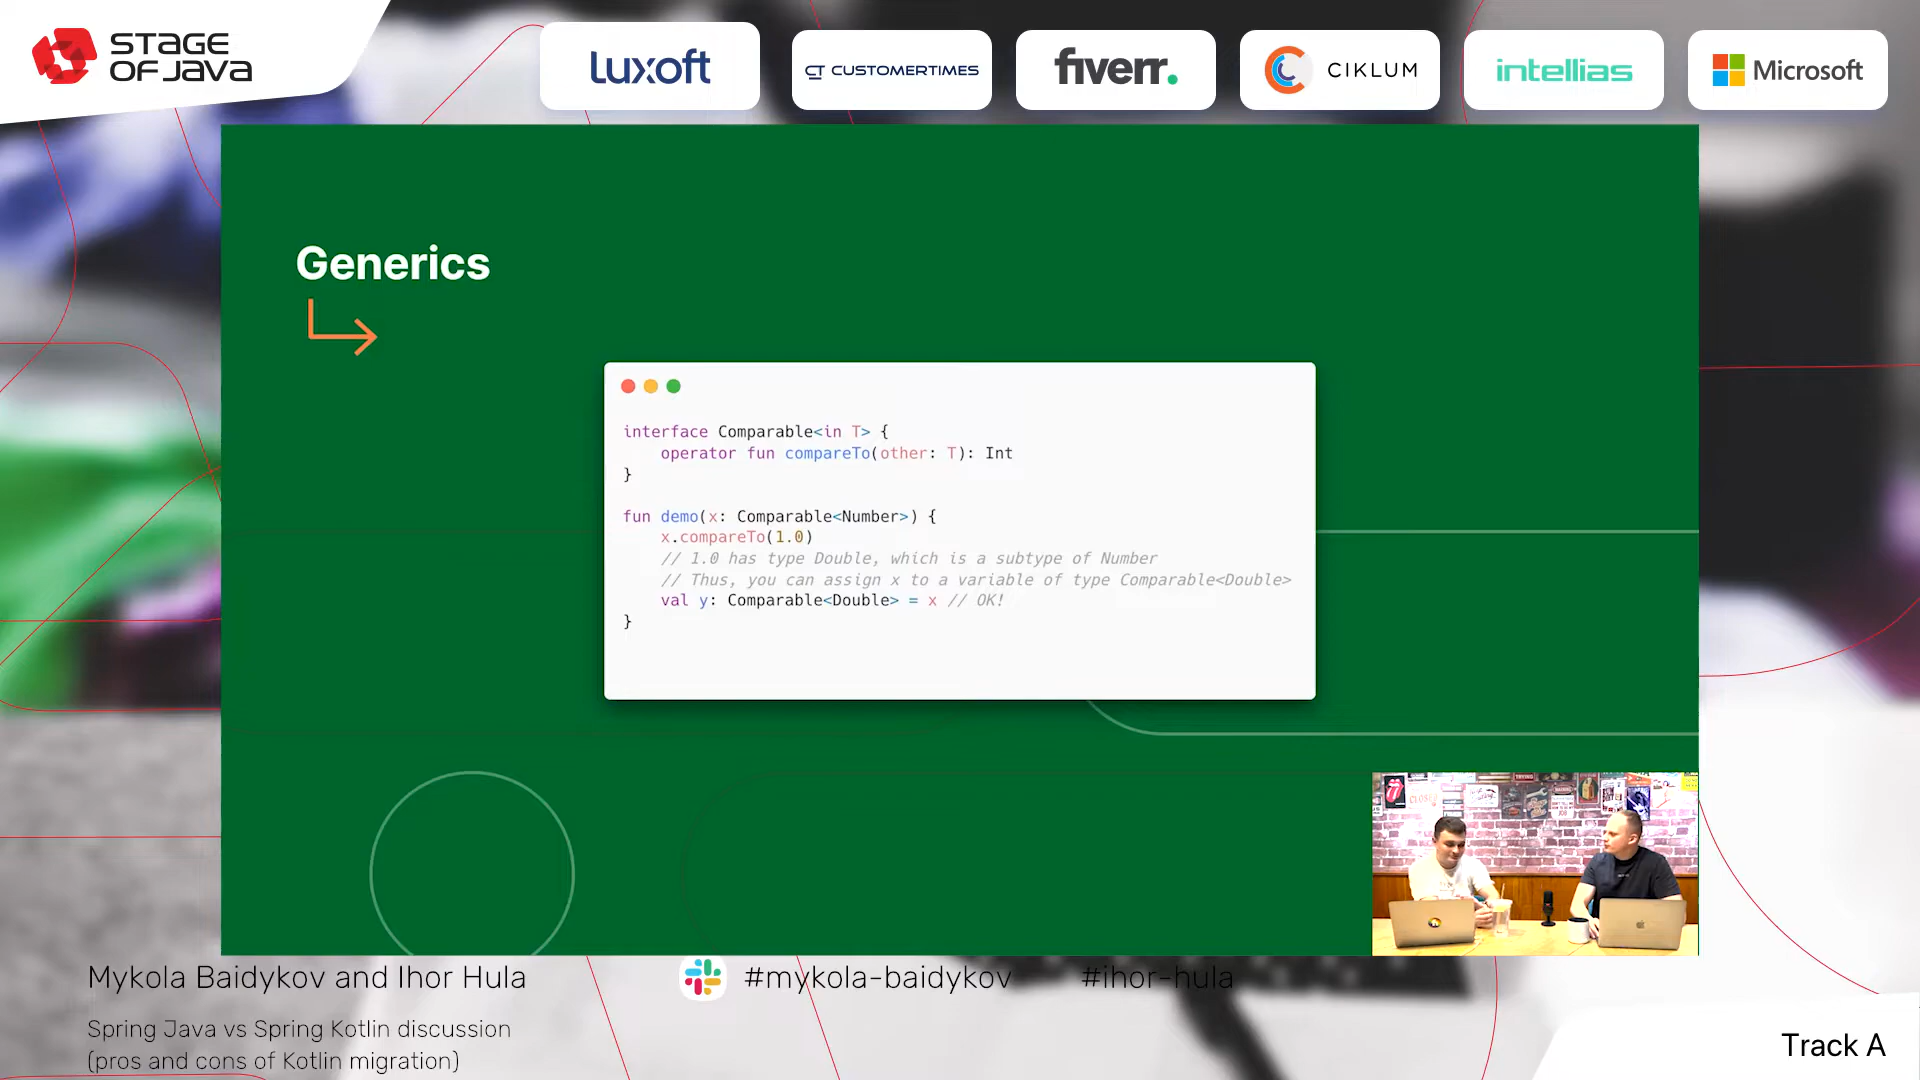 STAGE
OF JAVA
Luxoft
CT CUSTOMERTIMES
fiverr.
CIKLUM
intellias
Microsoft
Generics
interface Comparable<in T> {
operator fun compareTo(other: T): Int
}
fun demo(x: Comparable<Number>) {
x.compareTo(1.0)
// 1.0 has type Double, which is a subtype of Number
// Thus, you can assign x to a variable of type Comparable<Double>
val y: Comparable<Double> = x // OK!
}
Mykola Baidykov and Ihor Hula
#mykola-baidykov
#ihor-hula
Spring Java vs Spring Kotlin discussion
(pros and cons of Kotlin migration)
Track A